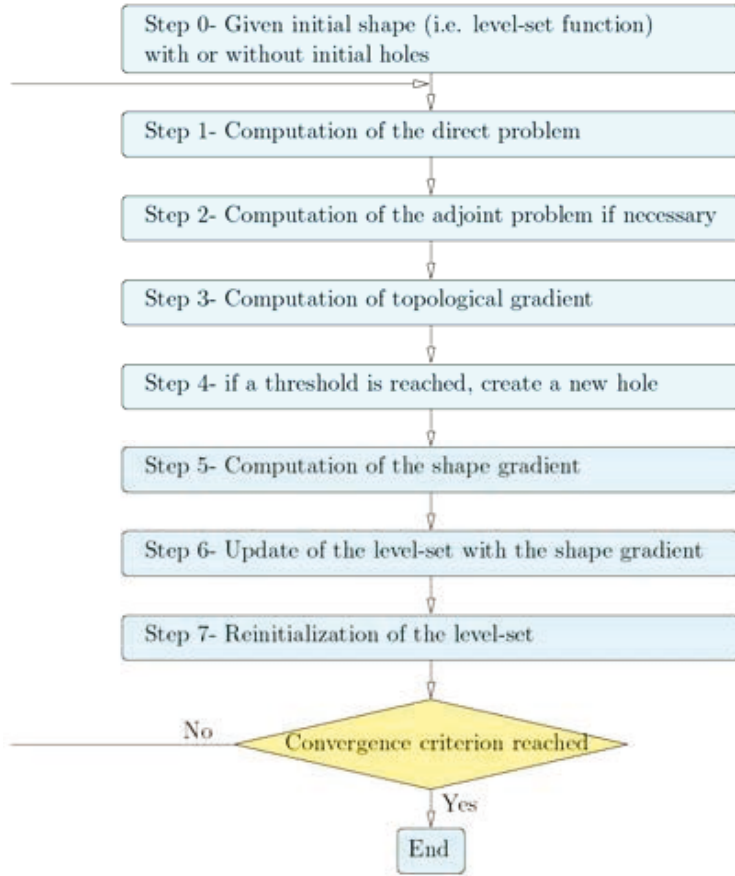 Step 0- Given initial shape (i.e. level-set function)
with or without initial holes
Step 1- Computation of the direct problem
Step 2- Computation of the adjoint problem if necessary
Step 3- Computation of topological gradient
Step 4- if a threshold is reached, create a new hole
Step 5- Computation of the shape gradient
Step 6- Update of the level-set with the shape gradient
Step 7- Reinitialization of the level-set
No
Convergence criterion reached
Yes
End